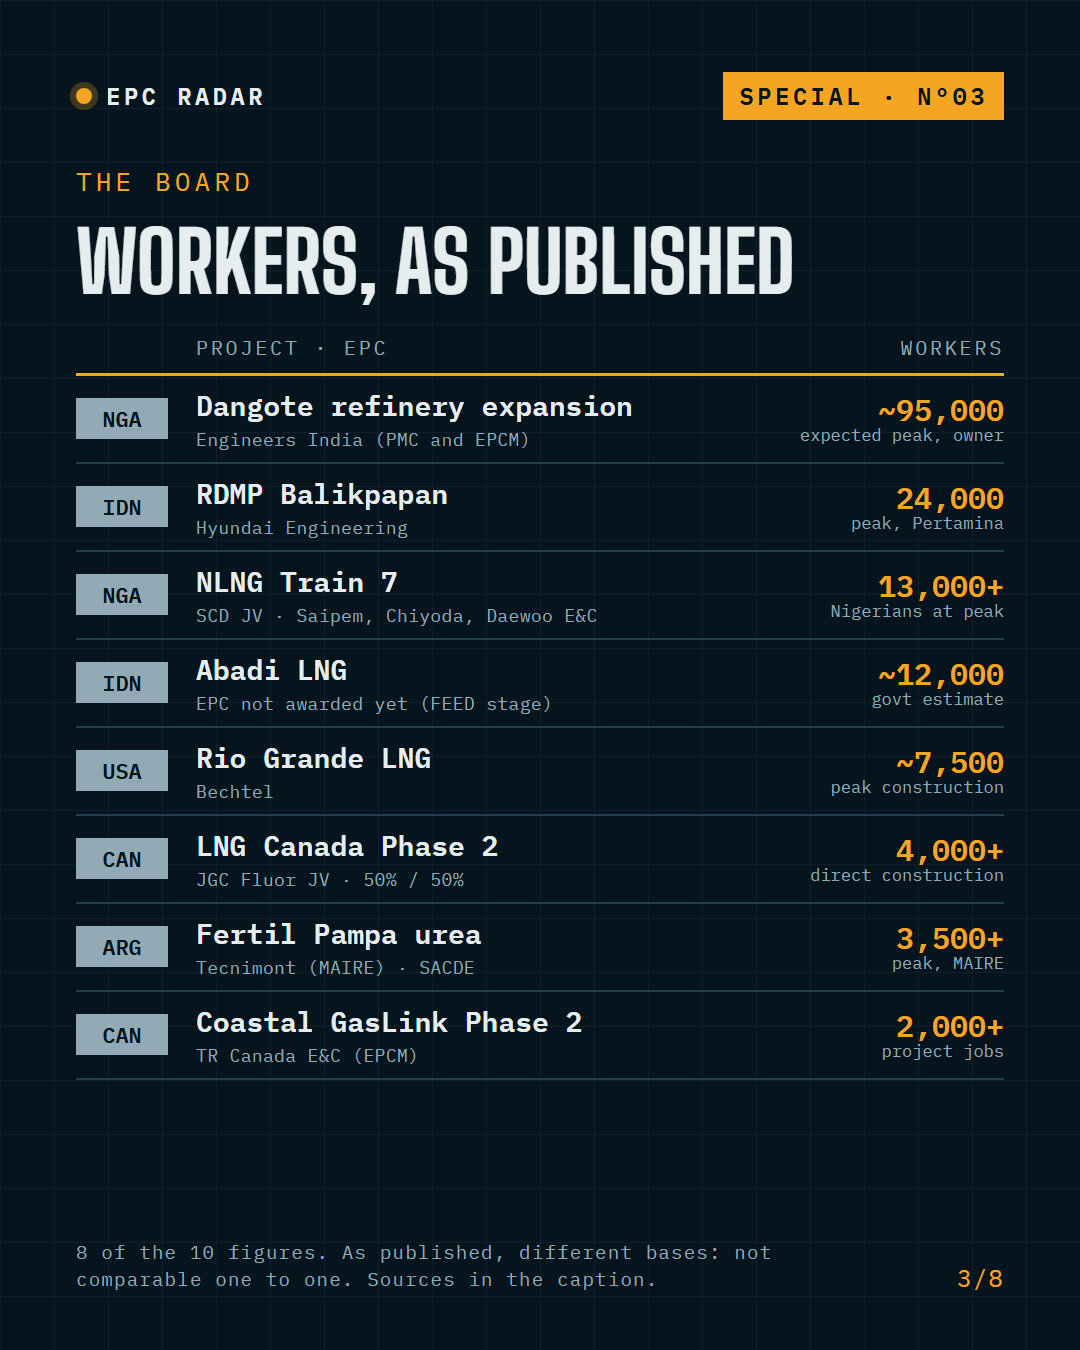 EPC RADAR
SPECIAL · Nº03
THE BOARD
WORKERS, AS PUBLISHED
PROJECT · EPC WORKERS
NGA Dangote refinery expansion ~95,000
Engineers India (PMC and EPCM) expected peak, owner
IDN RDMP Balikpapan 24,000
Hyundai Engineering peak, Pertamina
NGA NLNG Train 7 13,000+
SCD JV · Saipem, Chiyoda, Daewoo E&C Nigerians at peak
IDN Abadi LNG ~12,000
EPC not awarded yet (FEED stage) govt estimate
USA Rio Grande LNG ~7,500
Bechtel peak construction
CAN LNG Canada Phase 2 4,000+
JGC Fluor JV · 50% / 50% direct construction
ARG Fertil Pampa urea 3,500+
Tecnimont (MAIRE) · SACDE peak, MAIRE
CAN Coastal GasLink Phase 2 2,000+
TR Canada E&C (EPCM) project jobs
8 of the 10 figures. As published, different bases: not
comparable one to one. Sources in the caption.
3/8